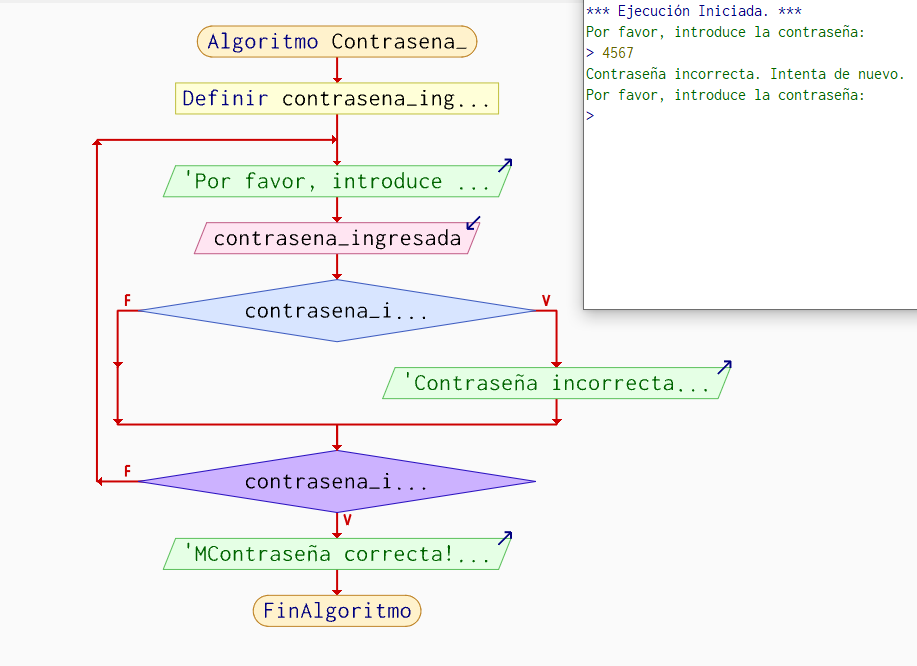 Algoritmo Contrasena_
Definir contrasena_ing...
'Por favor, introduce ...
contrasena_ingresada
F
V
contrasena_i...
'Contraseña incorrecta...
F
contrasena_i...
V
'MContraseña correcta!...
FinAlgoritmo
*** Ejecución Iniciada. ***
Por favor, introduce la contraseña:
> 4567
Contraseña incorrecta. Intenta de nuevo.
Por favor, introduce la contraseña:
>